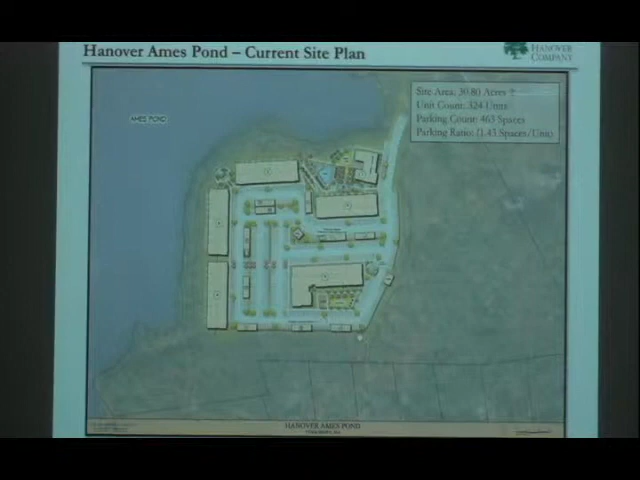 Hanover Ames Pond – Current Site Plan
HANOVER
COMPANY
Site Area: 30.80 Acres ±
Unit Count: 324 Units
Parking Count: 463 Spaces
Parking Ratio: (1.43 Spaces/Unit)
AMES POND
HANOVER AMES POND